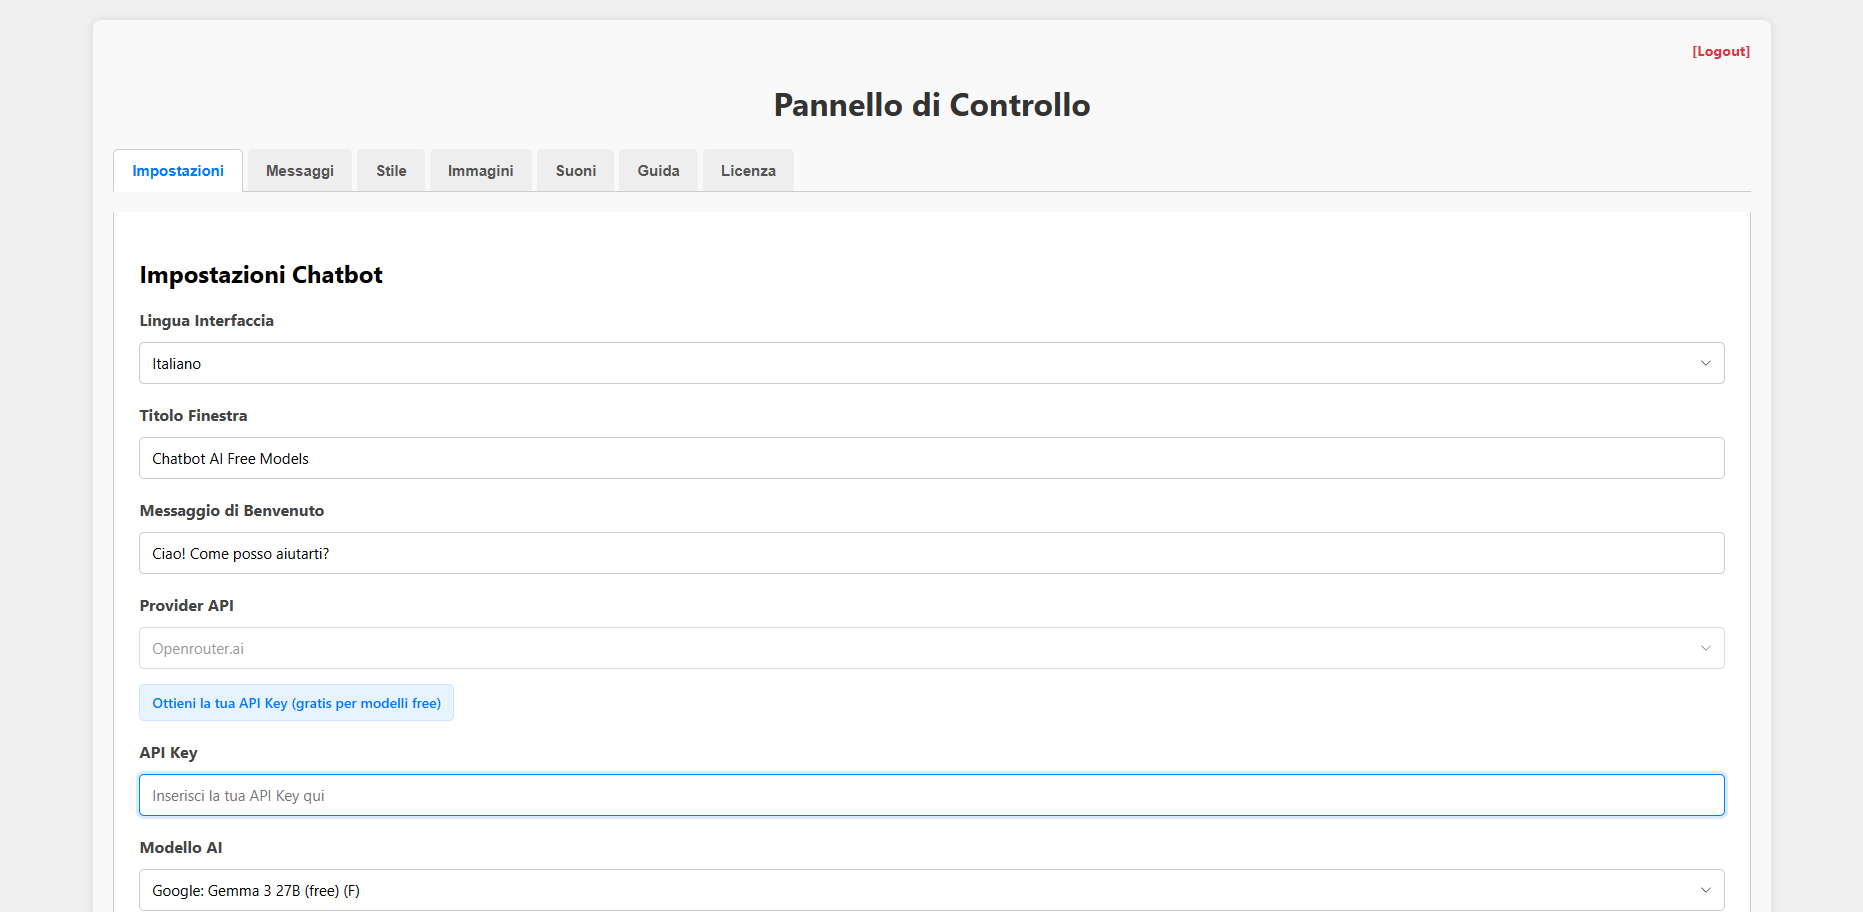 [Logout]
Pannello di Controllo
Impostazioni
Messaggi
Stile
Immagini
Suoni
Guida
Licenza
Impostazioni Chatbot
Lingua Interfaccia
Italiano
Titolo Finestra
Chatbot AI Free Models
Messaggio di Benvenuto
Ciao! Come posso aiutarti?
Provider API
Openrouter.ai
Ottieni la tua API Key (gratis per modelli free)
API Key
Inserisci la tua API Key qui
Modello AI
Google: Gemma 3 27B (free) (F)